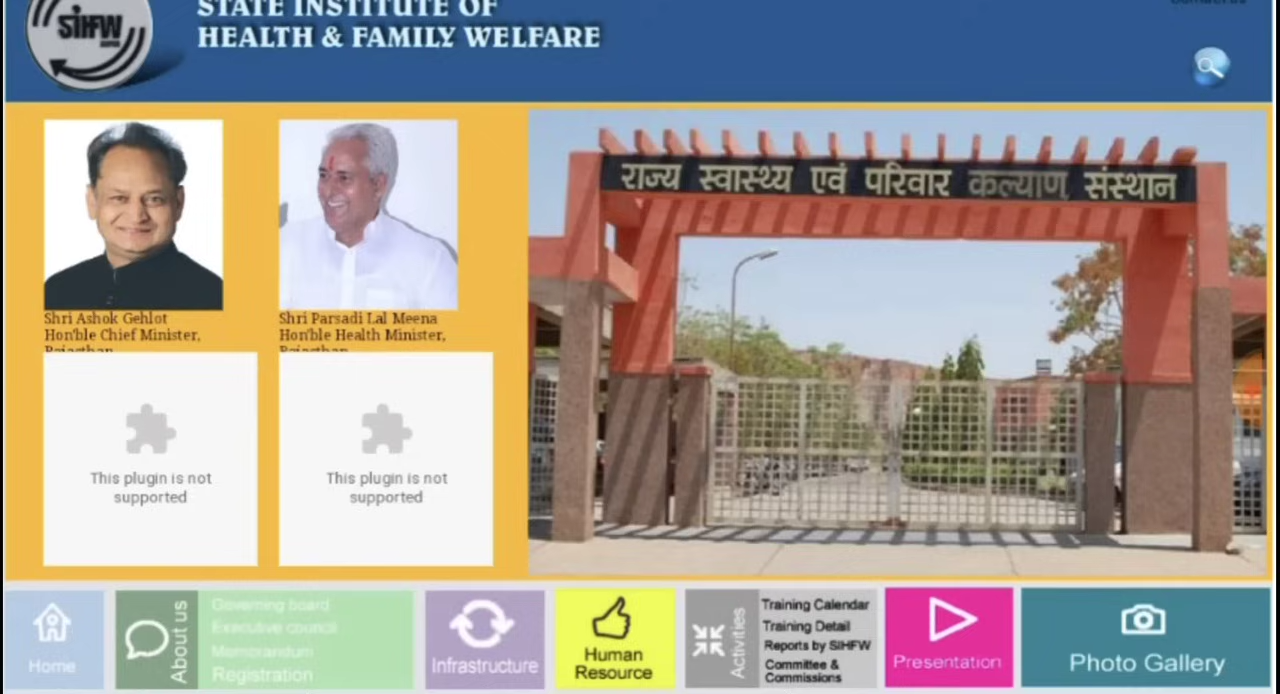 STATE INSTITUTE OF
HEALTH & FAMILY WELFARE
SIHFW
राज्य स्वास्थ्य एवं परिवार कल्याण संस्थान
Shri Ashok Gehlot
Hon'ble Chief Minister,
Rajasthan
Shri Parsadi Lal Meena
Hon'ble Health Minister,
Rajasthan
This plugin is not
supported
This plugin is not
supported
Home
About us
Governing board
Executive council
Memorandum
Registration
Infrastructure
Human
Resource
Activities
Training Calendar
Training Detail
Reports by SIHFW
Committee &
Commissions
Presentation
Photo Gallery